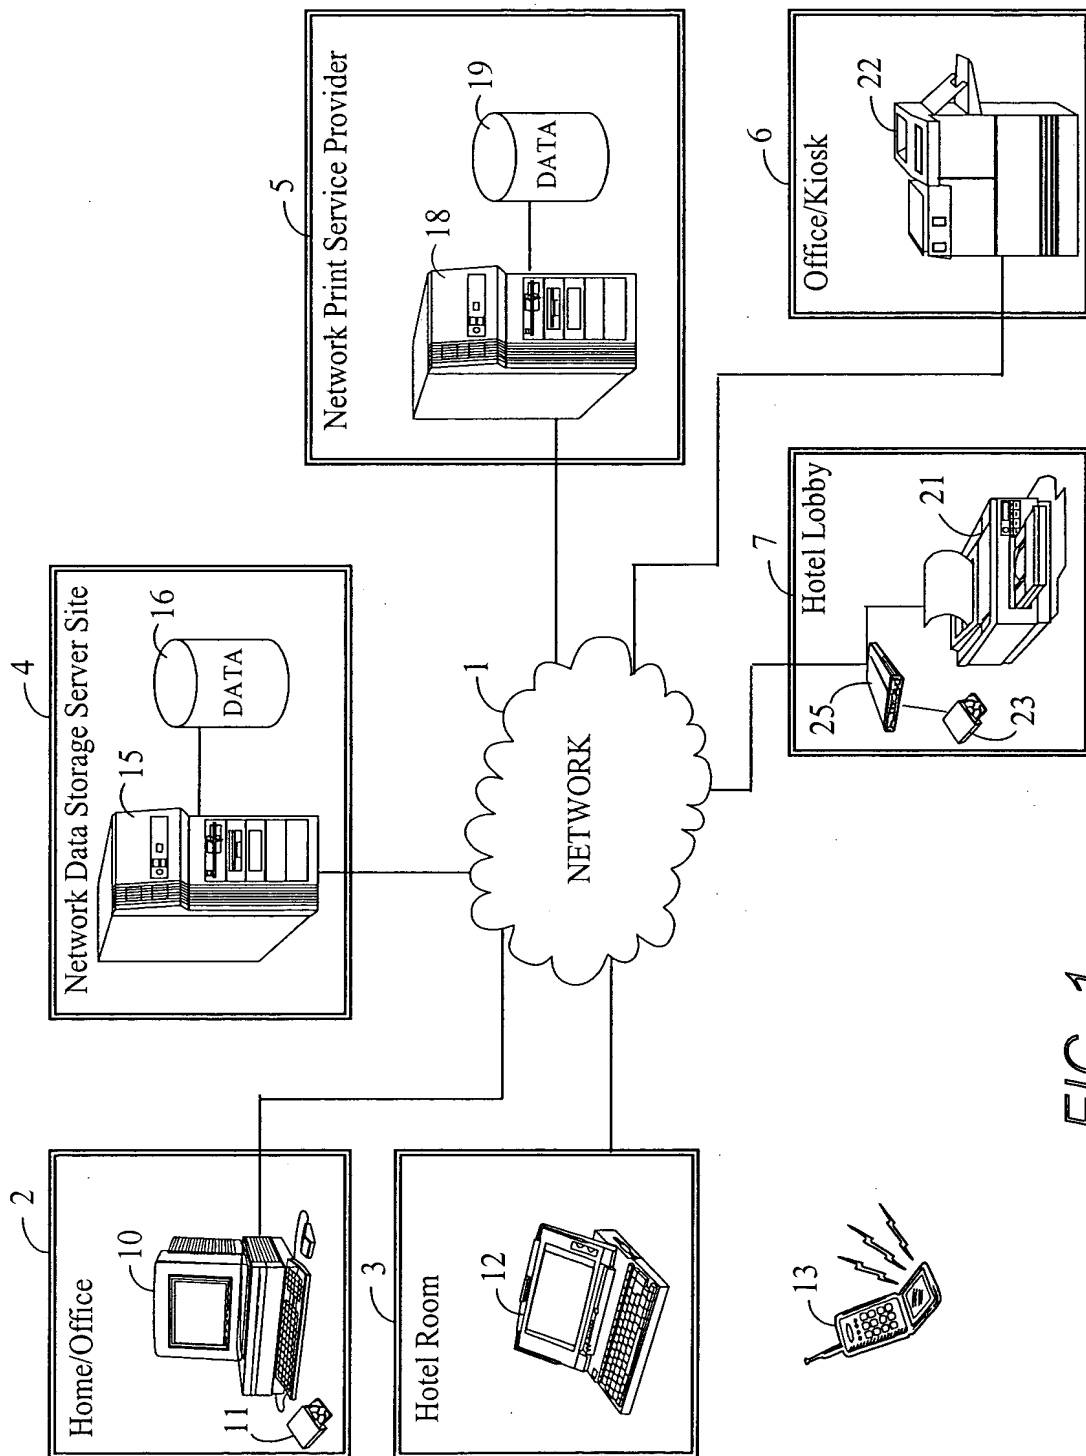 2
Home/Office
10
11
3
Hotel Room
12
13
4
Network Data Storage Server Site
15
16
DATA
1
NETWORK
5
Network Print Service Provider
18
19
DATA
7
Hotel Lobby
25
21
23
6
Office/Kiosk
22
FIG. 1